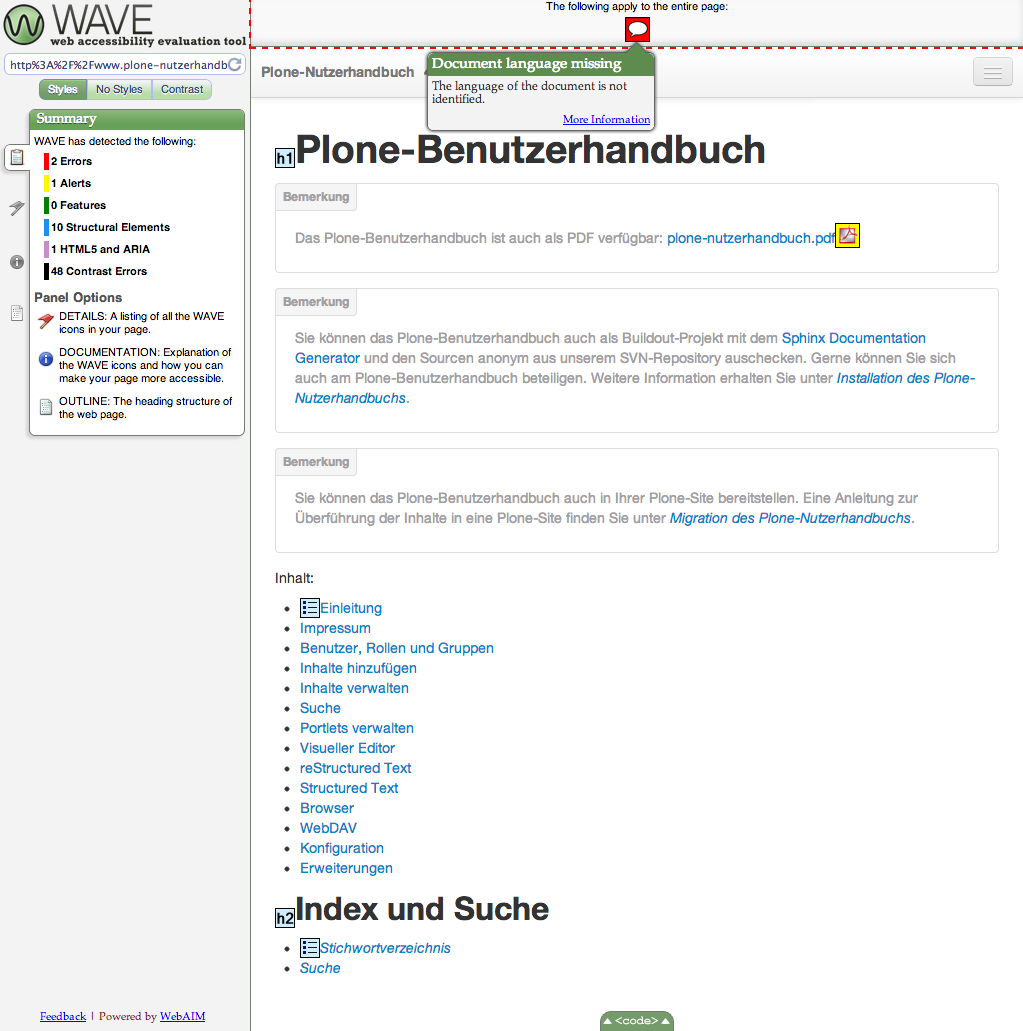 WAVE
web accessibility evaluation tool
http%3A%2F%2Fwww.plone-nutzerhandb
Styles
No Styles
Contrast
Summary
WAVE has detected the following:
2 Errors
1 Alerts
0 Features
10 Structural Elements
1 HTML5 and ARIA
48 Contrast Errors
Panel Options
DETAILS: A listing of all the WAVE
icons in your page.
DOCUMENTATION: Explanation of
the WAVE icons and how you can
make your page more accessible.
OUTLINE: The heading structure of
the web page.
Feedback | Powered by WebAIM
The following apply to the entire page:
Plone-Nutzerhandbuch
Document language missing
The language of the document is not
identified.
More Information
h1 Plone-Benutzerhandbuch
Bemerkung
Das Plone-Benutzerhandbuch ist auch als PDF verfügbar: plone-nutzerhandbuch.pdf
Bemerkung
Sie können das Plone-Benutzerhandbuch auch als Buildout-Projekt mit dem Sphinx Documentation
Generator und den Sourcen anonym aus unserem SVN-Repository auschecken. Gerne können Sie sich
auch am Plone-Benutzerhandbuch beteiligen. Weitere Information erhalten Sie unter Installation des Plone-
Nutzerhandbuchs.
Bemerkung
Sie können das Plone-Benutzerhandbuch auch in Ihrer Plone-Site bereitstellen. Eine Anleitung zur
Überführung der Inhalte in eine Plone-Site finden Sie unter Migration des Plone-Nutzerhandbuchs.
Inhalt:
Einleitung
Impressum
Benutzer, Rollen und Gruppen
Inhalte hinzufügen
Inhalte verwalten
Suche
Portlets verwalten
Visueller Editor
reStructured Text
Structured Text
Browser
WebDAV
Konfiguration
Erweiterungen
h2 Index und Suche
Stichwortverzeichnis
Suche
<code>